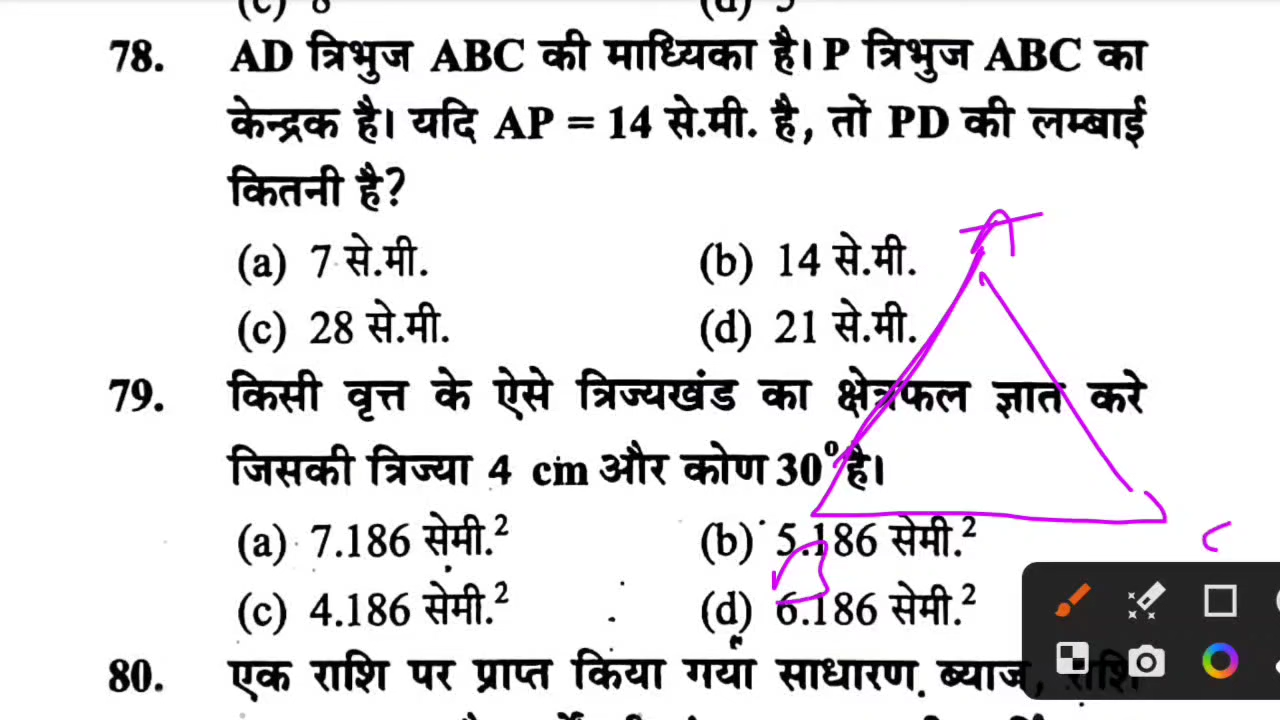 (c) 8 (d) 5
78. AD त्रिभुज ABC की माध्यिका है। P त्रिभुज ABC का
केन्द्रक है। यदि AP = 14 से.मी. है, तो PD की लम्बाई
कितनी है?
(a) 7 से.मी. (b) 14 से.मी.
(c) 28 से.मी. (d) 21 से.मी.
A
79. किसी वृत्त के ऐसे त्रिज्यखंड का क्षेत्रफल ज्ञात करे
जिसकी त्रिज्या 4 cm और कोण 30° है।
(a) 7.186 सेमी.² (b) 5.186 सेमी.²
(c) 4.186 सेमी.² (d) 6.186 सेमी.²
80. एक राशि पर प्राप्त किया गया साधारण ब्याज, राशि